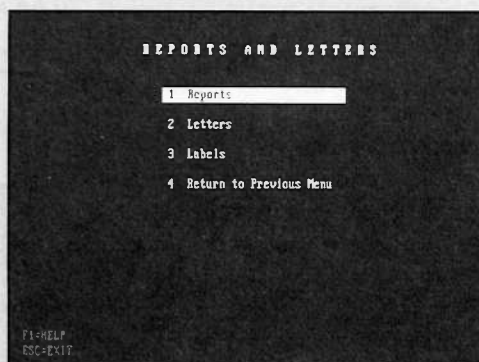 REPORTS AND LETTERS
1 Reports
2 Letters
3 Labels
4 Return to Previous Menu
F1=HELP
ESC=EXIT